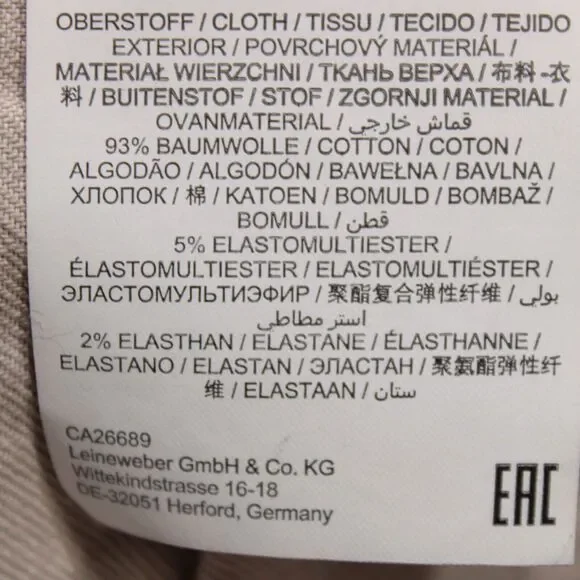 OBERSTOFF / CLOTH / TISSU / TECIDO / TEJIDO
EXTERIOR / POVRCHOVÝ MATERIÁL /
MATERIAŁ WIERZCHNI / ТКАНЬ ВЕРХА / 布料 -衣
料 / BUITENSTOF / STOF / ZGORNJI MATERIAL /
OVANMATERIAL / قماش خارجي /
93% BAUMWOLLE / COTTON / COTON /
ALGODÃO / ALGODÓN / BAWEŁNA / BAVLNA /
ХЛОПОК / 棉 / KATOEN / BOMULD / BOMBAŽ /
BOMULL / قطن /
5% ELASTOMULTIESTER /
ÉLASTOMULTIESTER / ELASTOMULTIÉSTER /
ЭЛАСТОМУЛЬТИЭФИР / 聚酯复合弹性纤维 / بولي /
استر مطاطي
2% ELASTHAN / ELASTANE / ÉLASTHANNE /
ELASTANO / ELASTAN / ЭЛАСТАН / 聚氨酯弹性纤
维 / ELASTAAN / ستان /
CA26689
Leineweber GmbH & Co. KG
Wittekindstrasse 16-18
DE-32051 Herford, Germany
EAC